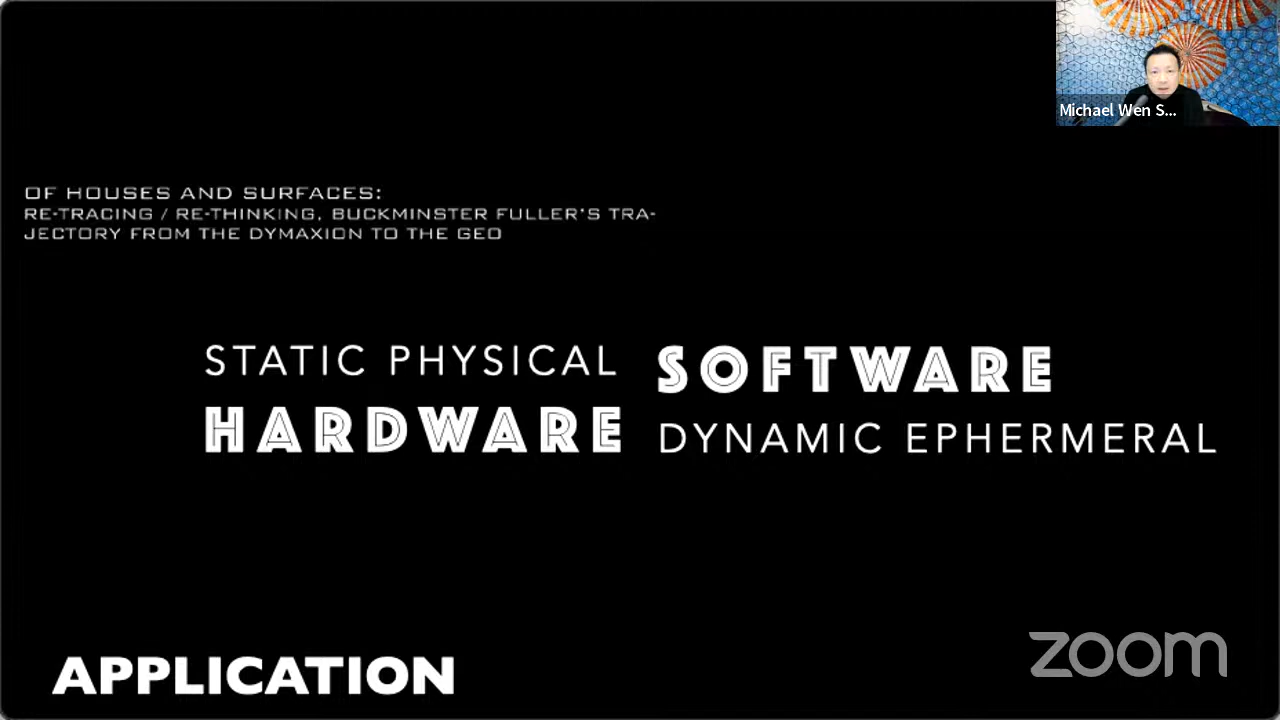 Michael Wen S...
OF HOUSES AND SURFACES:
RE-TRACING / RE-THINKING, BUCKMINSTER FULLER'S TRA-
JECTORY FROM THE DYMAXION TO THE GEO
STATIC PHYSICAL
HARDWARE
SOFTWARE
DYNAMIC EPHERMERAL
APPLICATION
zoom